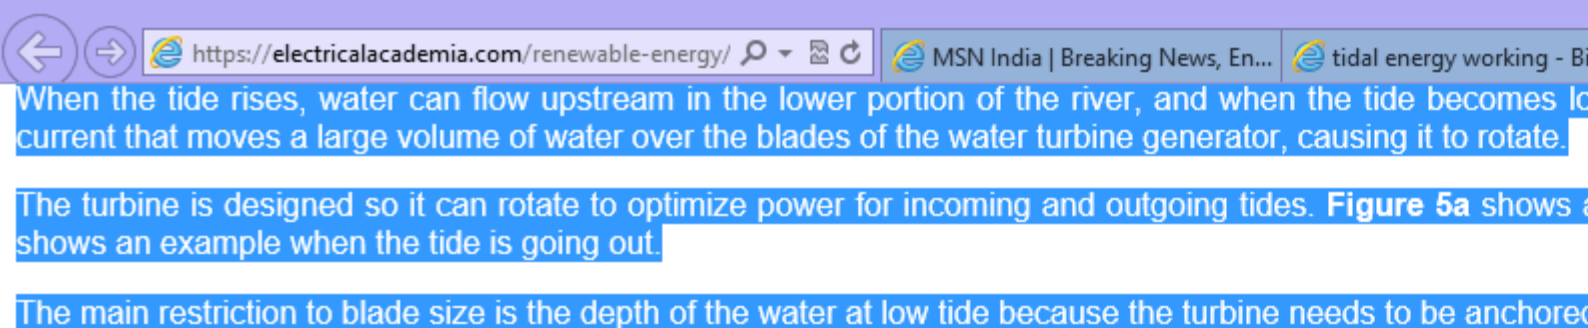 https://electricalacademia.com/renewable-energy/
MSN India | Breaking News, En...
tidal energy working - Bi
When the tide rises, water can flow upstream in the lower portion of the river, and when the tide becomes lo
current that moves a large volume of water over the blades of the water turbine generator, causing it to rotate.
The turbine is designed so it can rotate to optimize power for incoming and outgoing tides. Figure 5a shows a
shows an example when the tide is going out.
The main restriction to blade size is the depth of the water at low tide because the turbine needs to be anchored